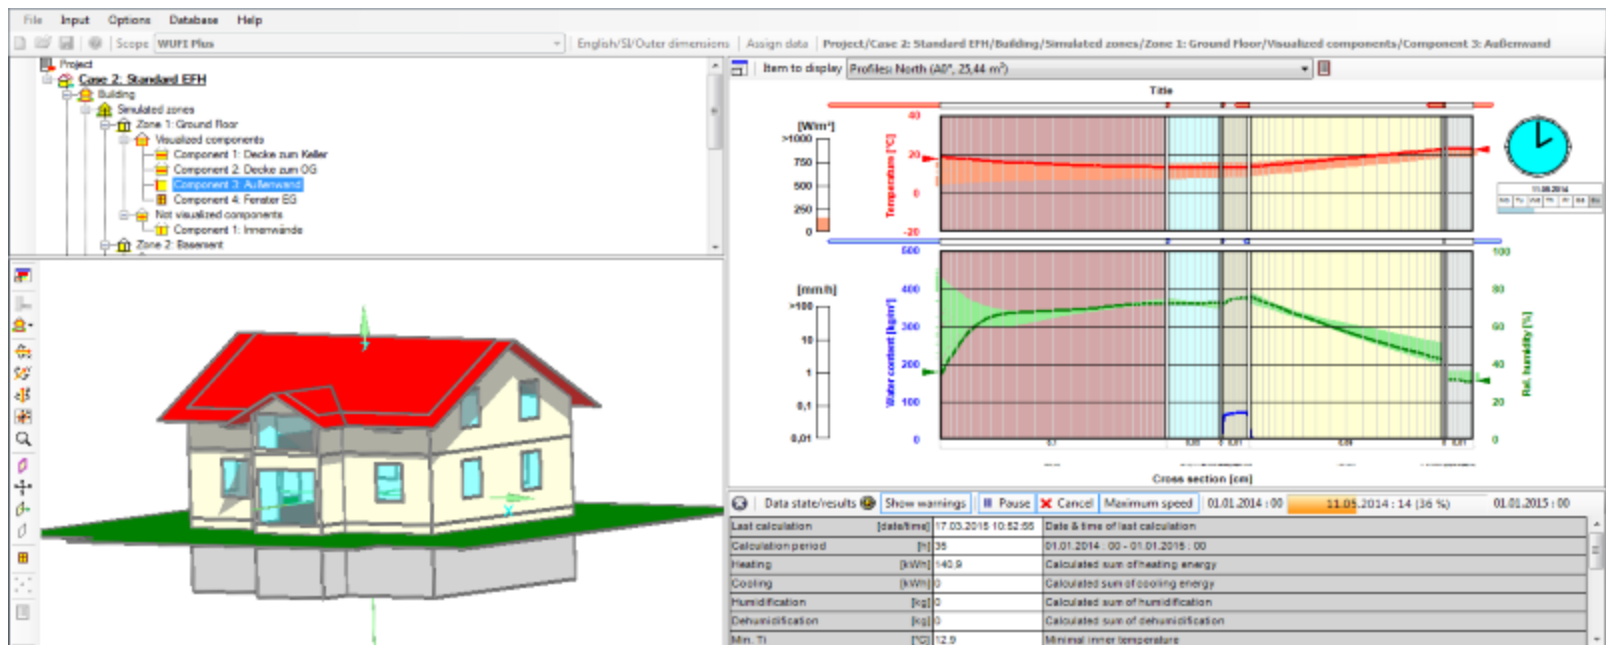 File Input Options Database Help
Scope WUFI Plus English/SI/Outer dimensions Assign data Project/Case 2: Standard EFH/Building/Simulated zones/Zone 1: Ground Floor/Visualized components/Component 3: Außenwand
Project
Case 2: Standard EFH
Building
Simulated zones
Zone 1: Ground Floor
Visualized components
Component 1: Decke zum Keller
Component 2: Decke zum OG
Component 3: Außenwand
Component 4: Fenster EG
Not visualized components
Component 1: Innenwände
Zone 2: Basement
Item to display Profiles: North (A0°, 25,44 m²)
Title
[W/m²]
>1000
750
500
250
0
Temperature [°C]
40
20
0
-20
11.05.2014
[mm/h]
>100
10
1
0,1
0,01
Water content [kg/m³]
500
400
300
200
100
0
100
80
60
40
20
0
Rel. humidity [%]
Cross section [cm]
Data state/results Show warnings Pause Cancel Maximum speed 01.01.2014 : 00 11.05.2014 : 14 (36 %) 01.01.2015 : 00
Last calculation [date/time] 17.03.2015 10:52:55 Date & time of last calculation
Calculation period [h] 35 01.01.2014 : 00 - 01.01.2015 : 00
Heating [kWh] 140,9 Calculated sum of heating energy
Cooling [kWh] 0 Calculated sum of cooling energy
Humidification [kg] 0 Calculated sum of humidification
Dehumidification [kg] 0 Calculated sum of dehumidification
Min. Ti [°C] 12,9 Minimal inner temperature
y